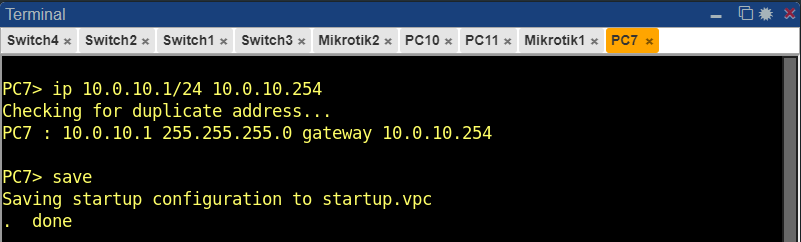 Terminal
Switch4 × Switch2 × Switch1 × Switch3 × Mikrotik2 × PC10 × PC11 × Mikrotik1 × PC7 ×
PC7> ip 10.0.10.1/24 10.0.10.254
Checking for duplicate address...
PC7 : 10.0.10.1 255.255.255.0 gateway 10.0.10.254
PC7> save
Saving startup configuration to startup.vpc
.  done